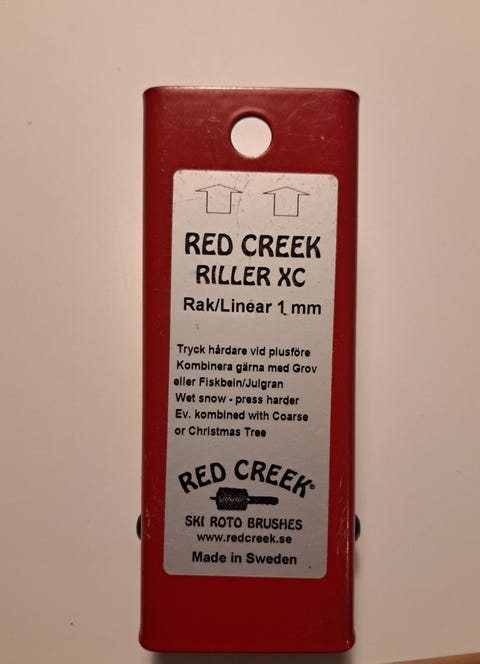 RED CREEK
RILLER XC
Rak/Linear 1 mm
Tryck hårdare vid plusföre
Kombinera gärna med Grov
eller Fiskbein/Julgran
Wet snow - press harder
Ev. kombined with Coarse
or Christmas Tree
RED CREEK®
SKI ROTO BRUSHES
www.redcreek.se
Made in Sweden